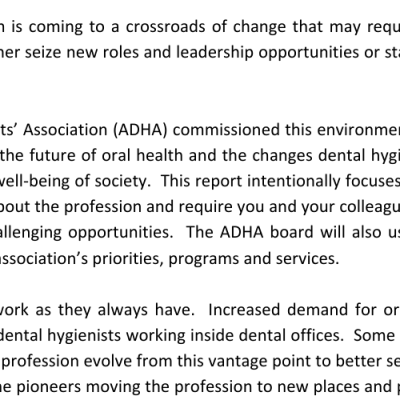 is coming to a crossroads of change that may requ
her seize new roles and leadership opportunities or sta
ts’ Association (ADHA) commissioned this environmen
the future of oral health and the changes dental hygi
well-being of society.  This report intentionally focuses
bout the profession and require you and your colleagu
allenging opportunities.  The ADHA board will also us
association’s priorities, programs and services.
work as they always have.  Increased demand for or
dental hygienists working inside dental offices.  Some
profession evolve from this vantage point to better se
he pioneers moving the profession to new places and p